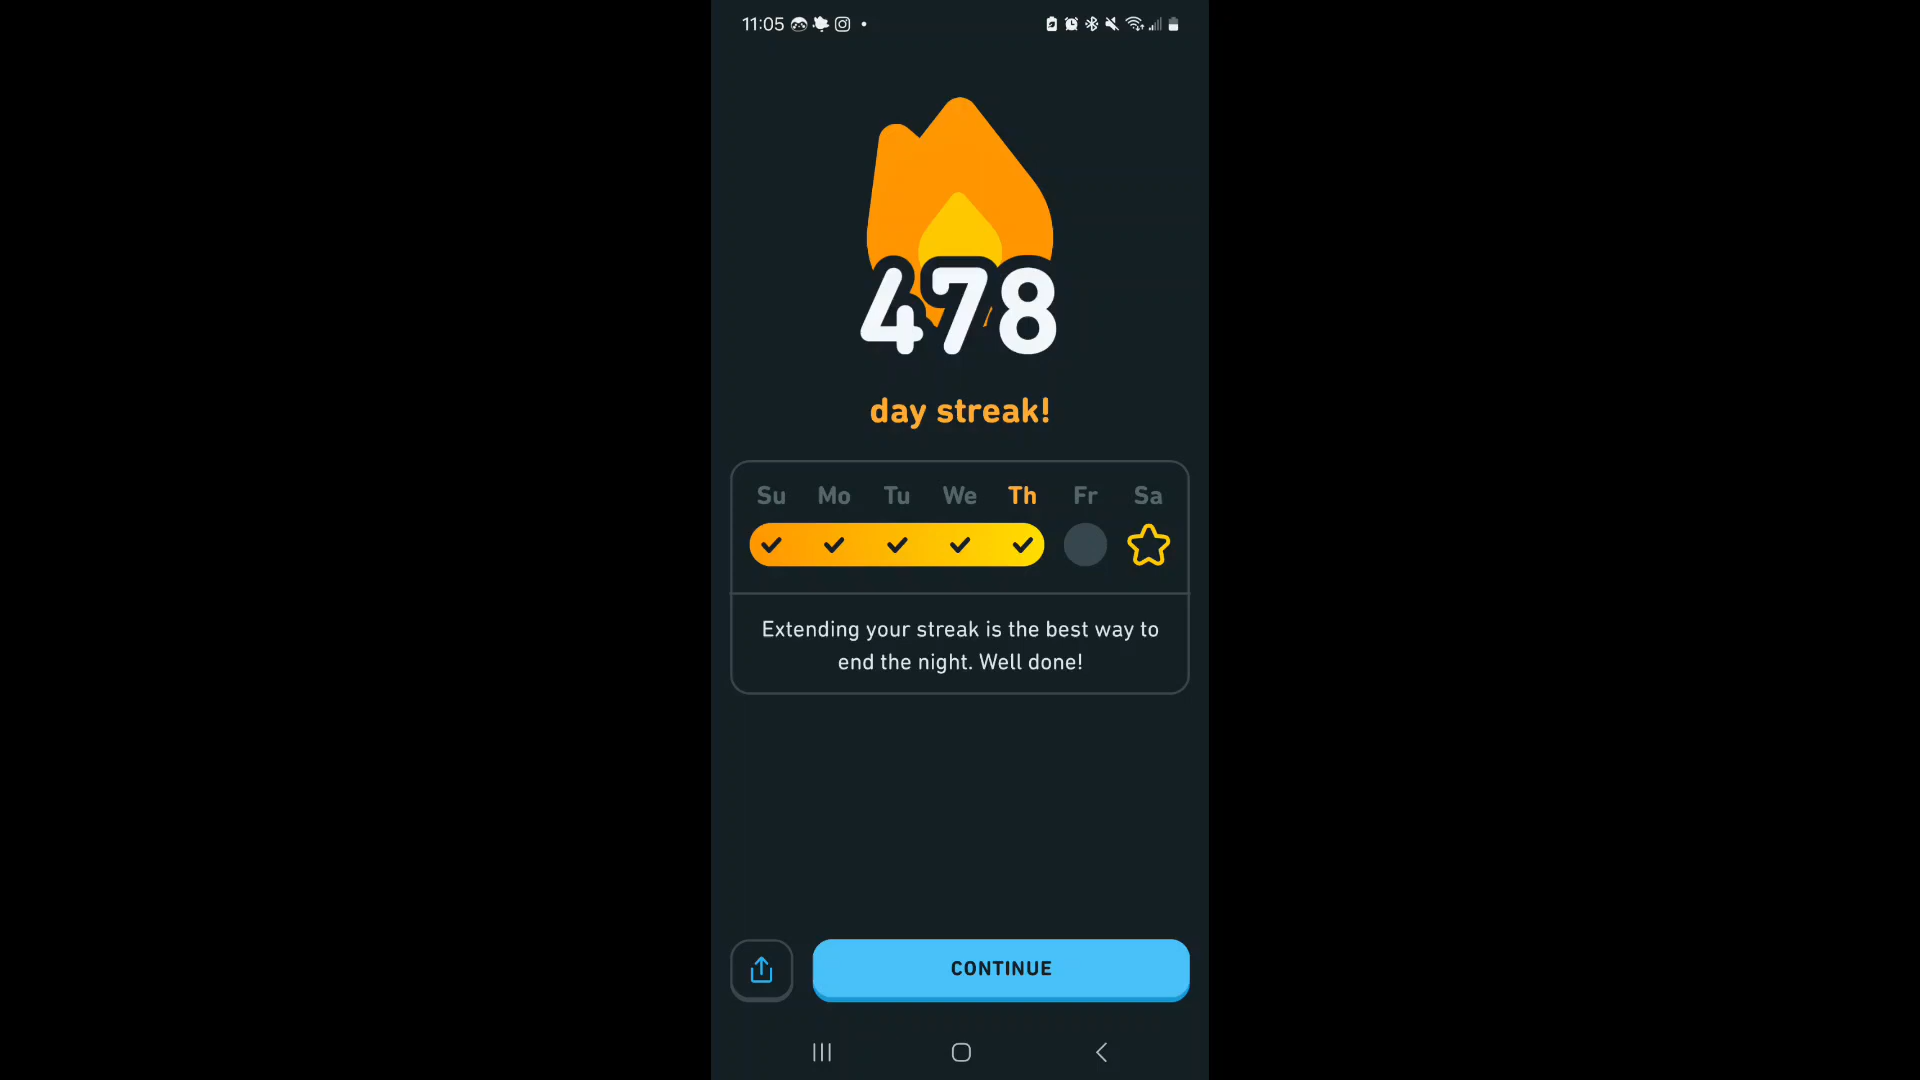 11:05
478
day streak!
Su Mo Tu We Th Fr Sa
Extending your streak is the best way to
end the night. Well done!
CONTINUE